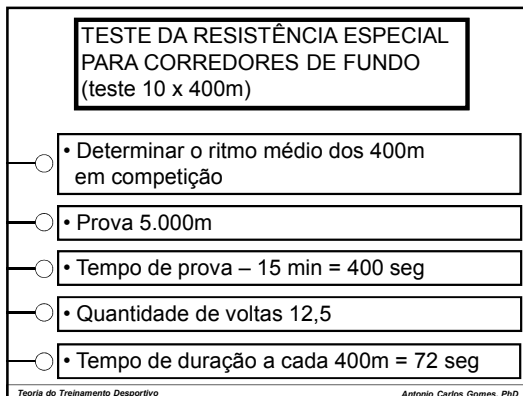 TESTE DA RESISTÊNCIA ESPECIAL
PARA CORREDORES DE FUNDO
(teste 10 x 400m)
• Determinar o ritmo médio dos 400m
em competição
• Prova 5.000m
• Tempo de prova – 15 min = 400 seg
• Quantidade de voltas 12,5
• Tempo de duração a cada 400m = 72 seg
Teoria do Treinamento Desportivo
Antonio Carlos Gomes, PhD